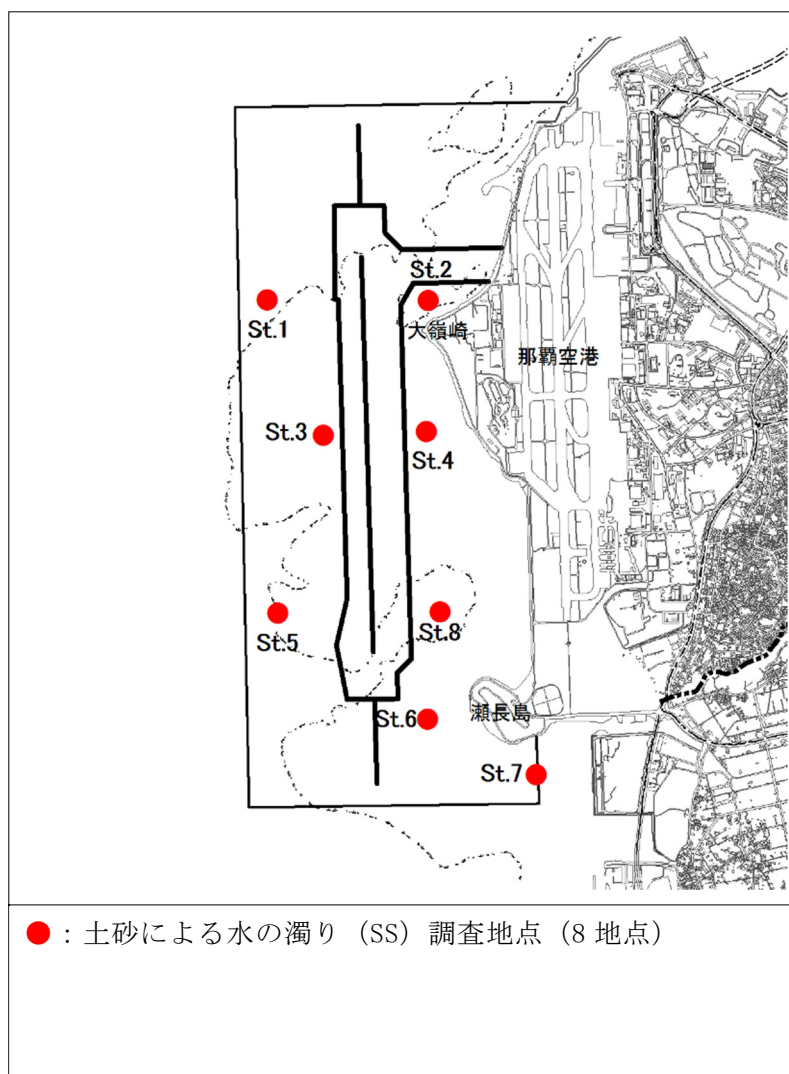 St.2
St.1
大嶺崎
那覇空港
St.3
St.4
St.5
St.8
St.6
瀬長島
St.7
：土砂による水の濁り（SS）調査地点（8 地点）